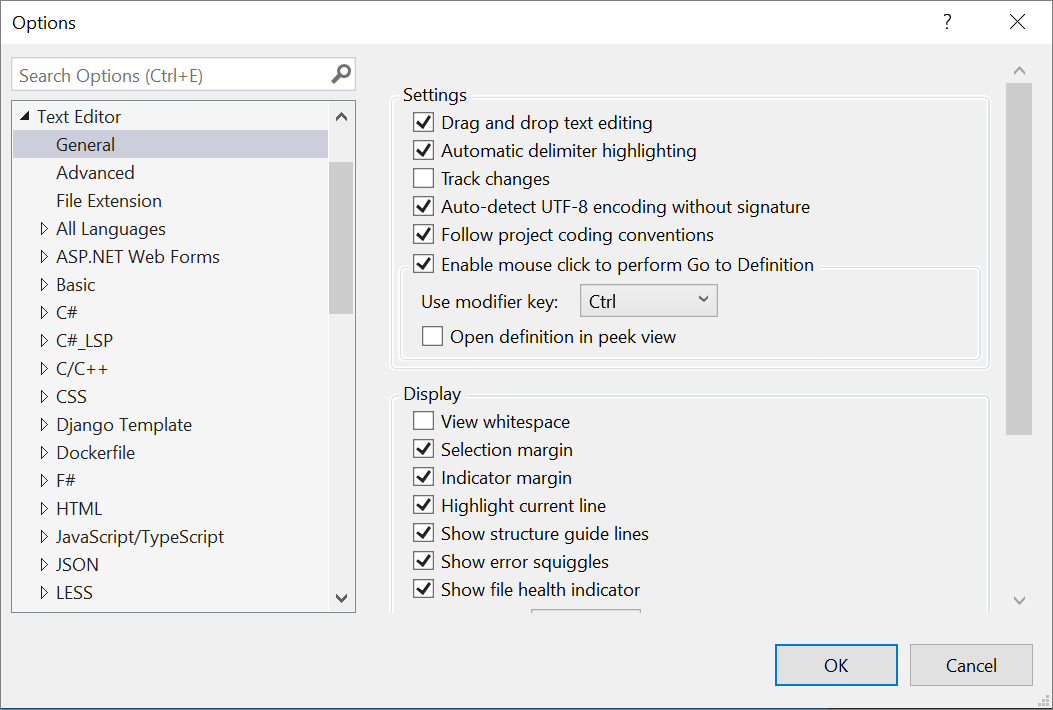 Options
?
Search Options (Ctrl+E)
Text Editor
General
Advanced
File Extension
All Languages
ASP.NET Web Forms
Basic
C#
C#_LSP
C/C++
CSS
Django Template
Dockerfile
F#
HTML
JavaScript/TypeScript
JSON
LESS
Settings
Drag and drop text editing
Automatic delimiter highlighting
Track changes
Auto-detect UTF-8 encoding without signature
Follow project coding conventions
Enable mouse click to perform Go to Definition
Use modifier key: Ctrl
Open definition in peek view
Display
View whitespace
Selection margin
Indicator margin
Highlight current line
Show structure guide lines
Show error squiggles
Show file health indicator
OK Cancel